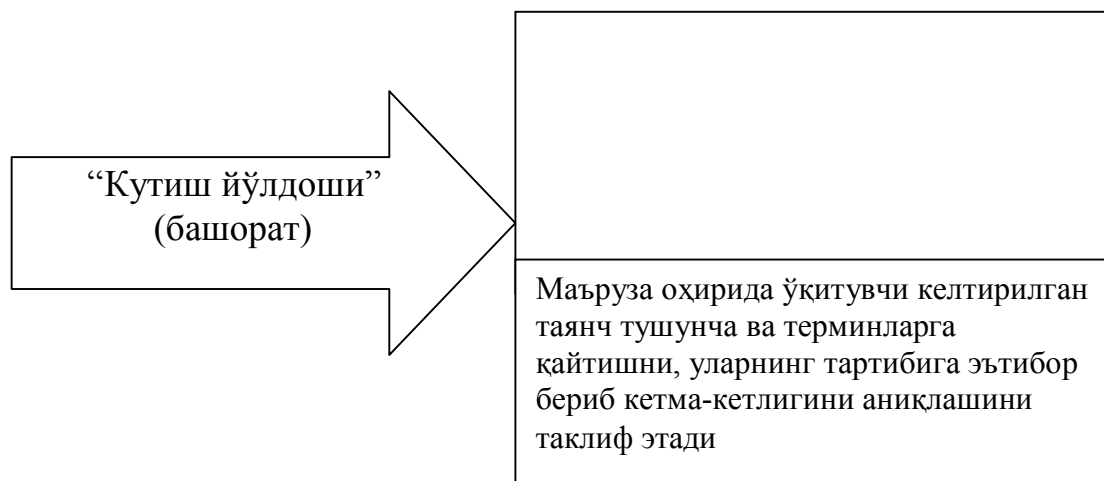 “Кутиш йўлдоши”
(башорат)
Маъруза оҳирида ўқитувчи келтирилган
таянч тушунча ва терминларга
қайтишни, уларнинг тартибига эътибор
бериб кетма-кетлигини аниқлашини
таклиф этади